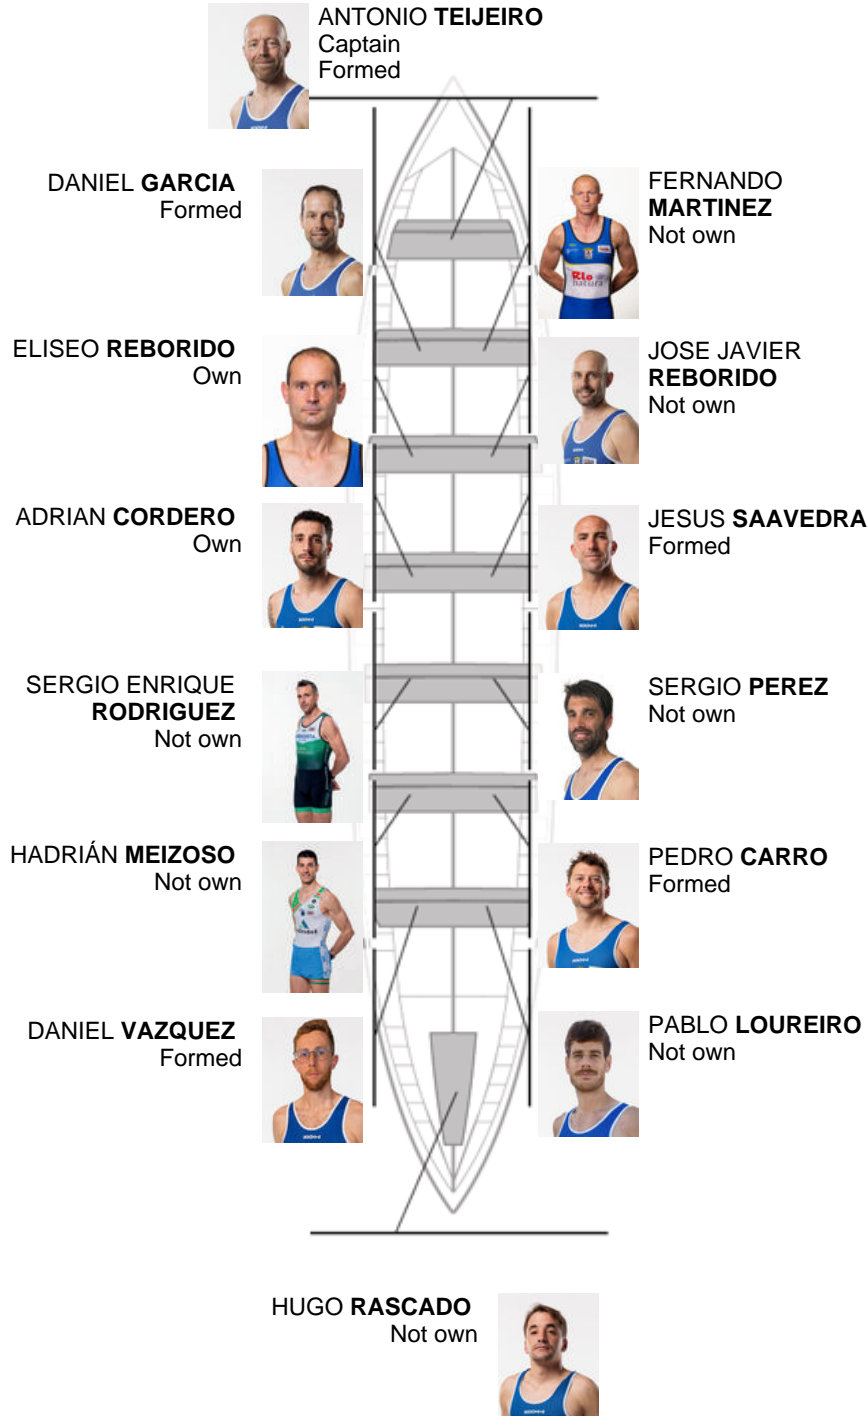 ANTONIO TEIJEIRO
Captain
Formed
DANIEL GARCIA
Formed
FERNANDO
MARTINEZ
Not own
Rio
natura
ELISEO REBORIDO
Own
JOSE JAVIER
REBORIDO
Not own
ADRIAN CORDERO
Own
JESUS SAAVEDRA
Formed
SERGIO ENRIQUE
RODRIGUEZ
Not own
SERGIO PEREZ
Not own
HADRIÁN MEIZOSO
Not own
PEDRO CARRO
Formed
DANIEL VAZQUEZ
Formed
PABLO LOUREIRO
Not own
HUGO RASCADO
Not own